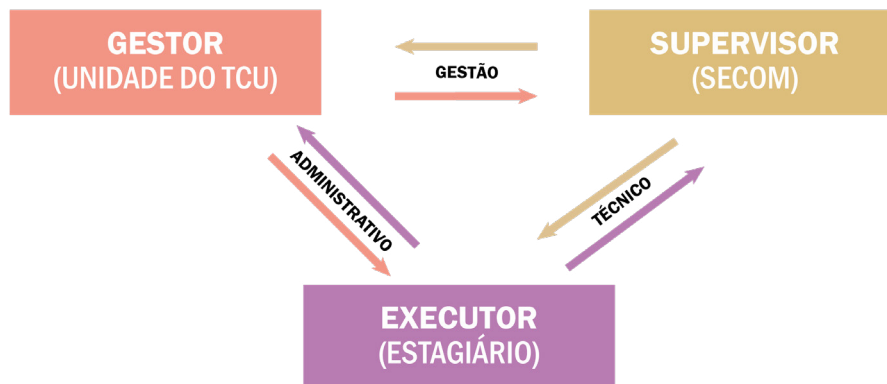 GESTOR
(UNIDADE DO TCU)
SUPERVISOR
(SECOM)
GESTÃO
ADMINISTRATIVO
TÉCNICO
EXECUTOR
(ESTAGIÁRIO)